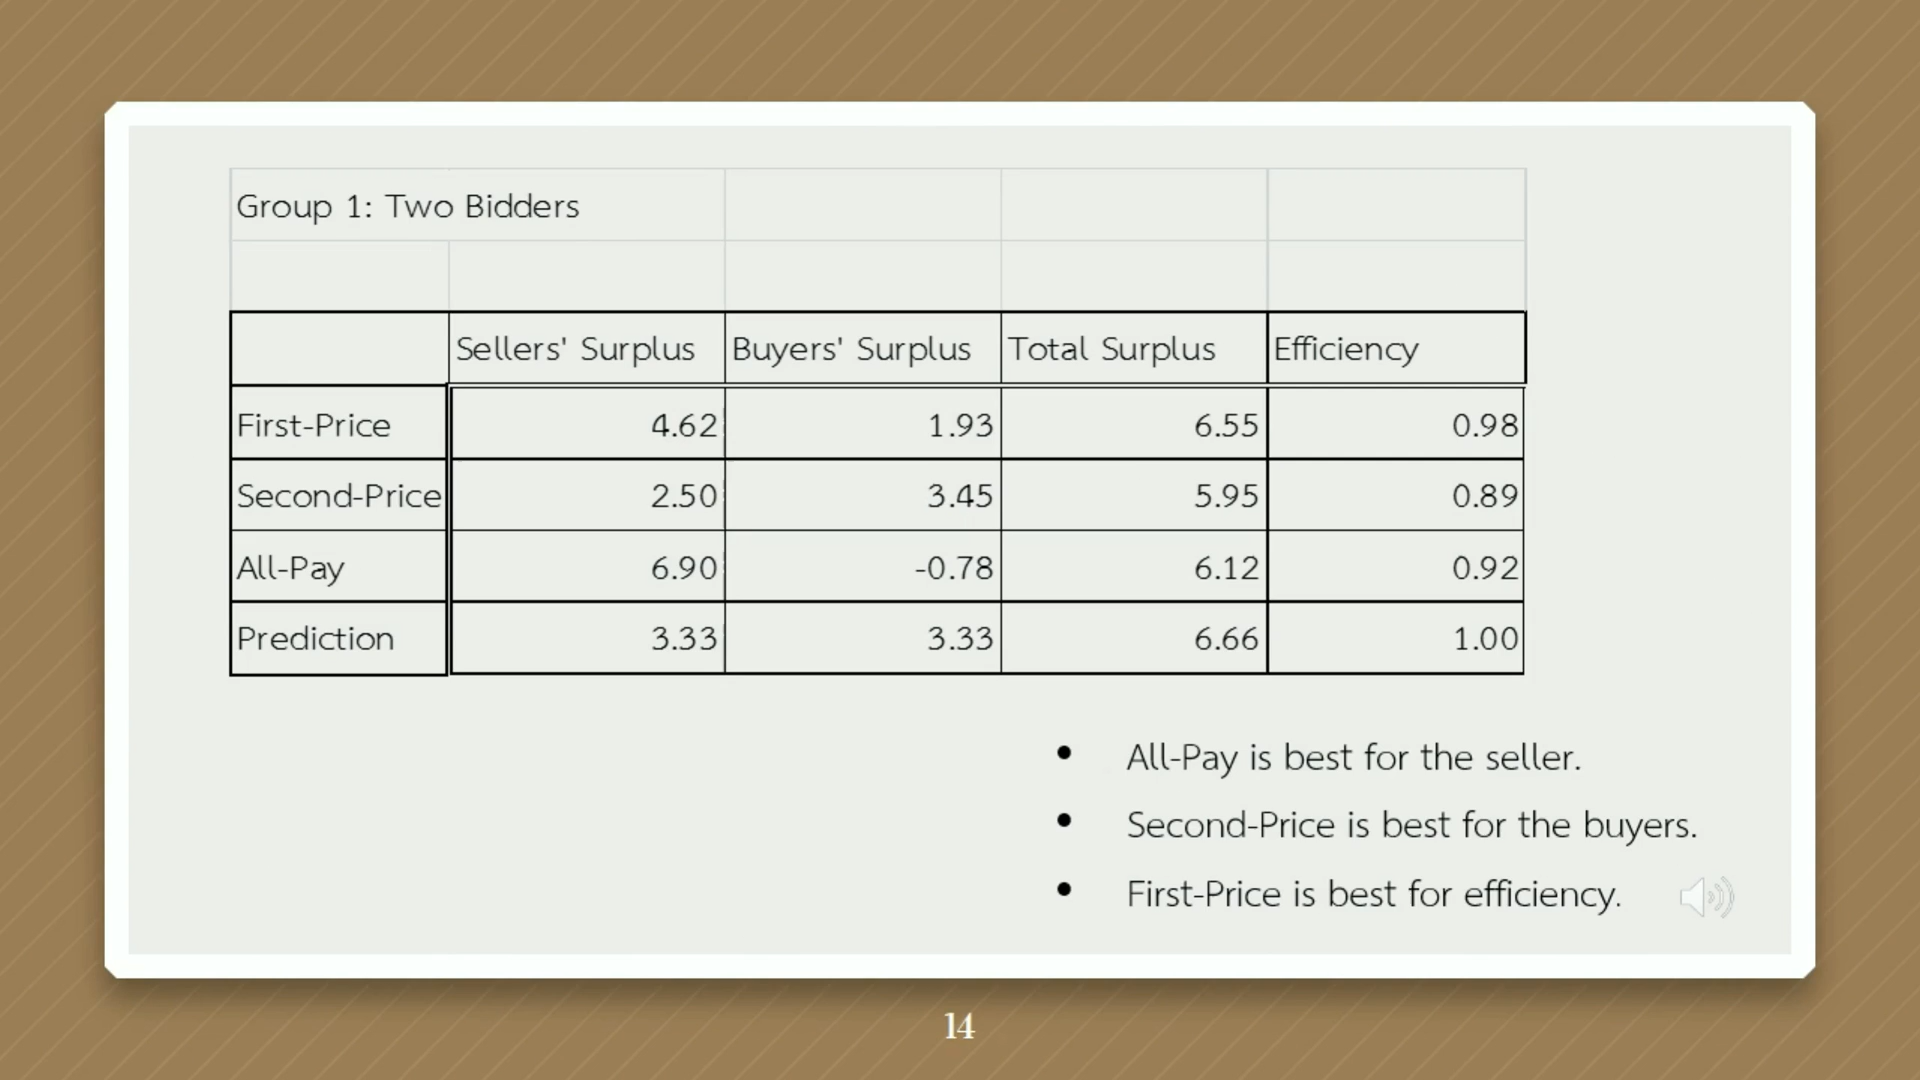 Group 1: Two Bidders
Sellers' Surplus Buyers' Surplus Total Surplus Efficiency
First-Price 4.62 1.93 6.55 0.98
Second-Price 2.50 3.45 5.95 0.89
All-Pay 6.90 -0.78 6.12 0.92
Prediction 3.33 3.33 6.66 1.00
• All-Pay is best for the seller.
• Second-Price is best for the buyers.
• First-Price is best for efficiency.
14